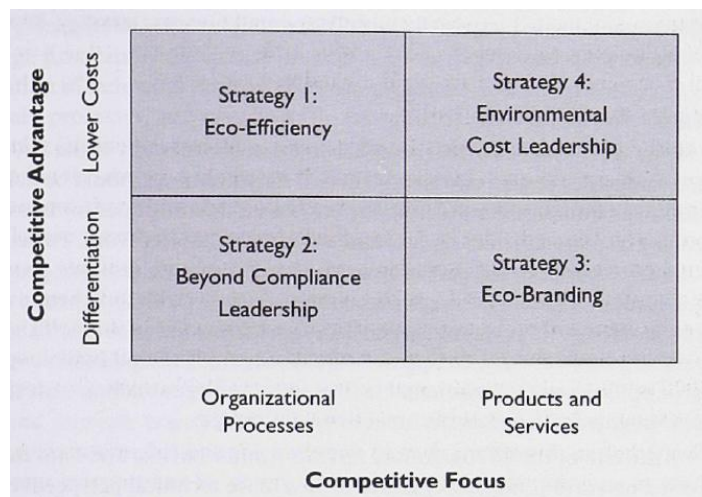 Competitive Advantage
Lower Costs
Differentiation
Strategy 1:
Eco-Efficiency
Strategy 4:
Environmental
Cost Leadership
Strategy 2:
Beyond Compliance
Leadership
Strategy 3:
Eco-Branding
Organizational
Processes
Products and
Services
Competitive Focus